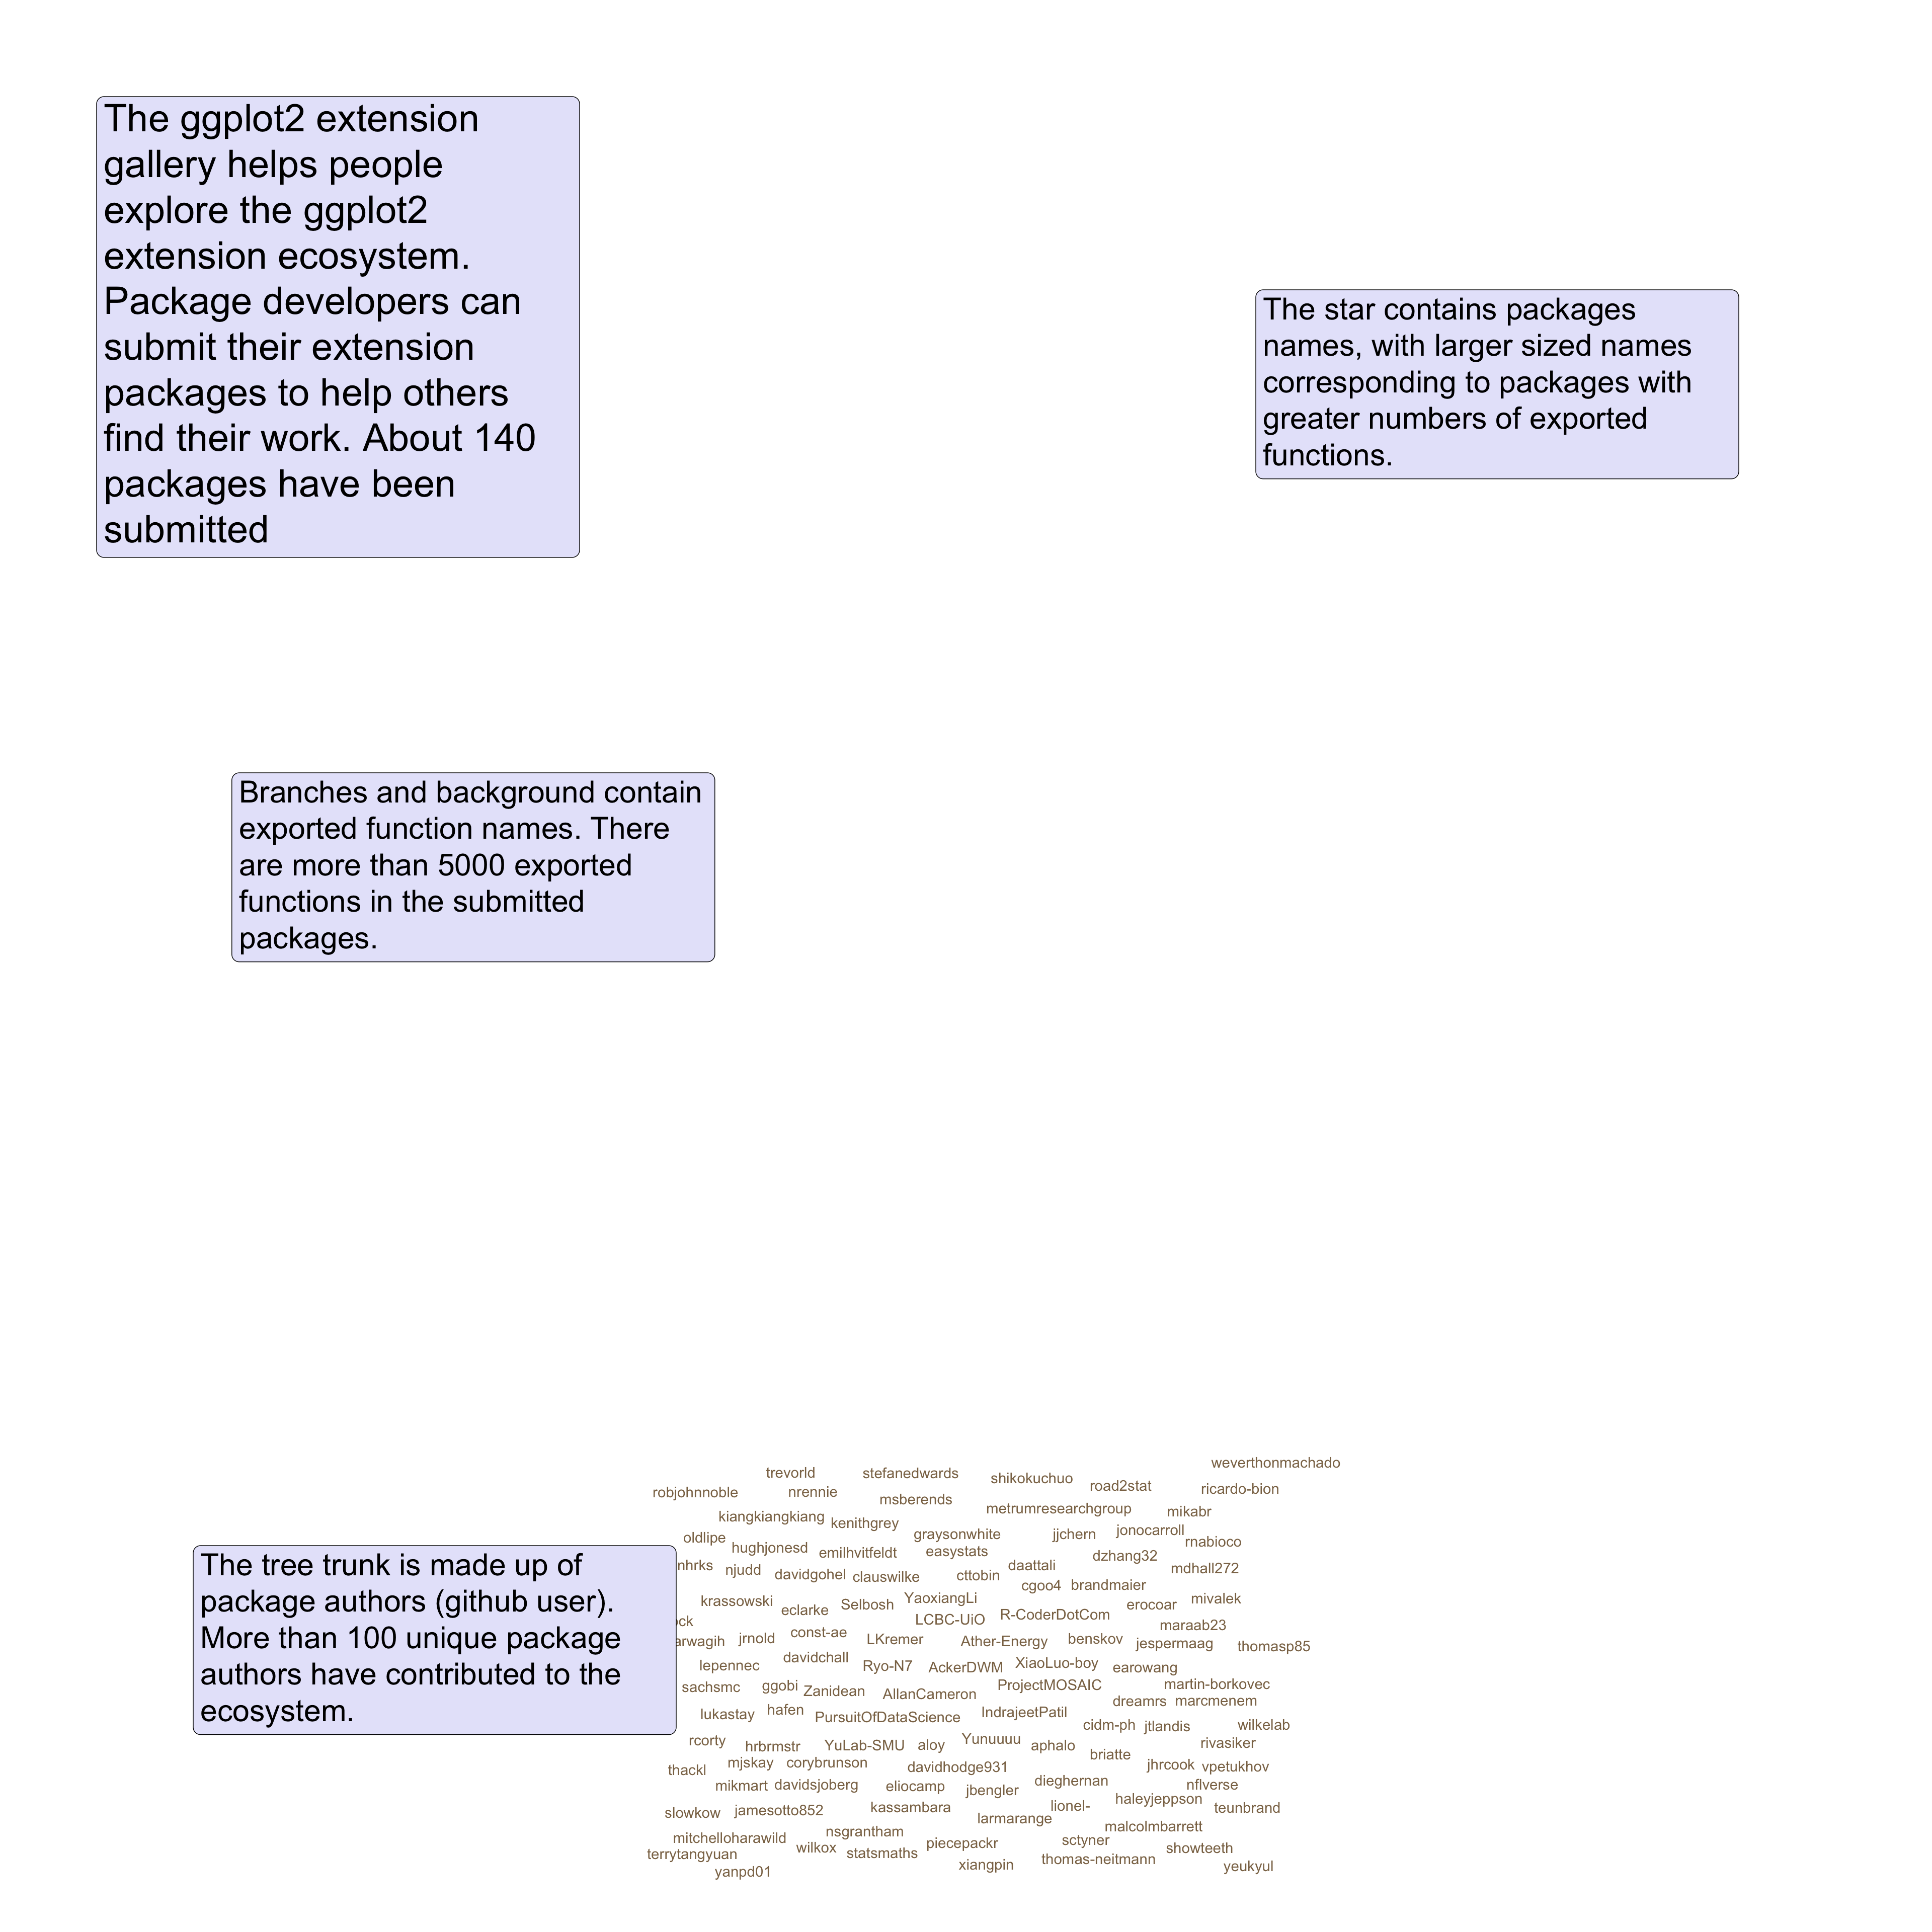 The ggplot2 extension
gallery helps people
explore the ggplot2
extension ecosystem.
Package developers can
submit their extension
packages to help others
find their work. About 140
packages have been
submitted
The star contains packages
names, with larger sized names
corresponding to packages with
greater numbers of exported
functions.
Branches and background contain
exported function names. There
are more than 5000 exported
functions in the submitted
packages.
The tree trunk is made up of
package authors (github user).
More than 100 unique package
authors have contributed to the
ecosystem.
weverthonmachado
trevorld stefanedwards shikokuchuo road2stat ricardo-bion
robjohnnoble nrennie msberends metrumresearchgroup mikabr
kiangkiangkiang kenithgrey graysonwhite jjchern jonocarroll
oldlipe hughjonesd emilhvitfeldt easystats dzhang32 rnabioco
nhrks njudd davidgohel clauswilke cttobin daattali mdhall272
cgoo4 brandmaier
krassowski eclarke Selbosh YaoxiangLi erocoar mivalek
ock LCBC-UiO R-CoderDotCom maraab23
arwagih jrnold const-ae LKremer Ather-Energy benskov jespermaag thomasp85
lepennec davidchall Ryo-N7 AckerDWM XiaoLuo-boy earowang
sachsmc ggobi Zanidean AllanCameron ProjectMOSAIC martin-borkovec
dreamrs marcmenem
lukastay hafen PursuitOfDataScience IndrajeetPatil cidm-ph jtlandis wilkelab
rcorty hrbrmstr YuLab-SMU aloy Yunuuuu aphalo rivasiker
thackl mjskay corybrunson davidhodge931 briatte jhrcook vpetukhov
mikmart davidsjoberg eliocamp jbengler dieghernan nflverse
slowkow jamesotto852 kassambara lionel- haleyjeppson teunbrand
larmarange malcolmbarrett
mitchelloharawild nsgrantham piecepackr sctyner
terrytangyuan wilkox statsmaths showteeth
yanpd01 xiangpin thomas-neitmann yeukyul